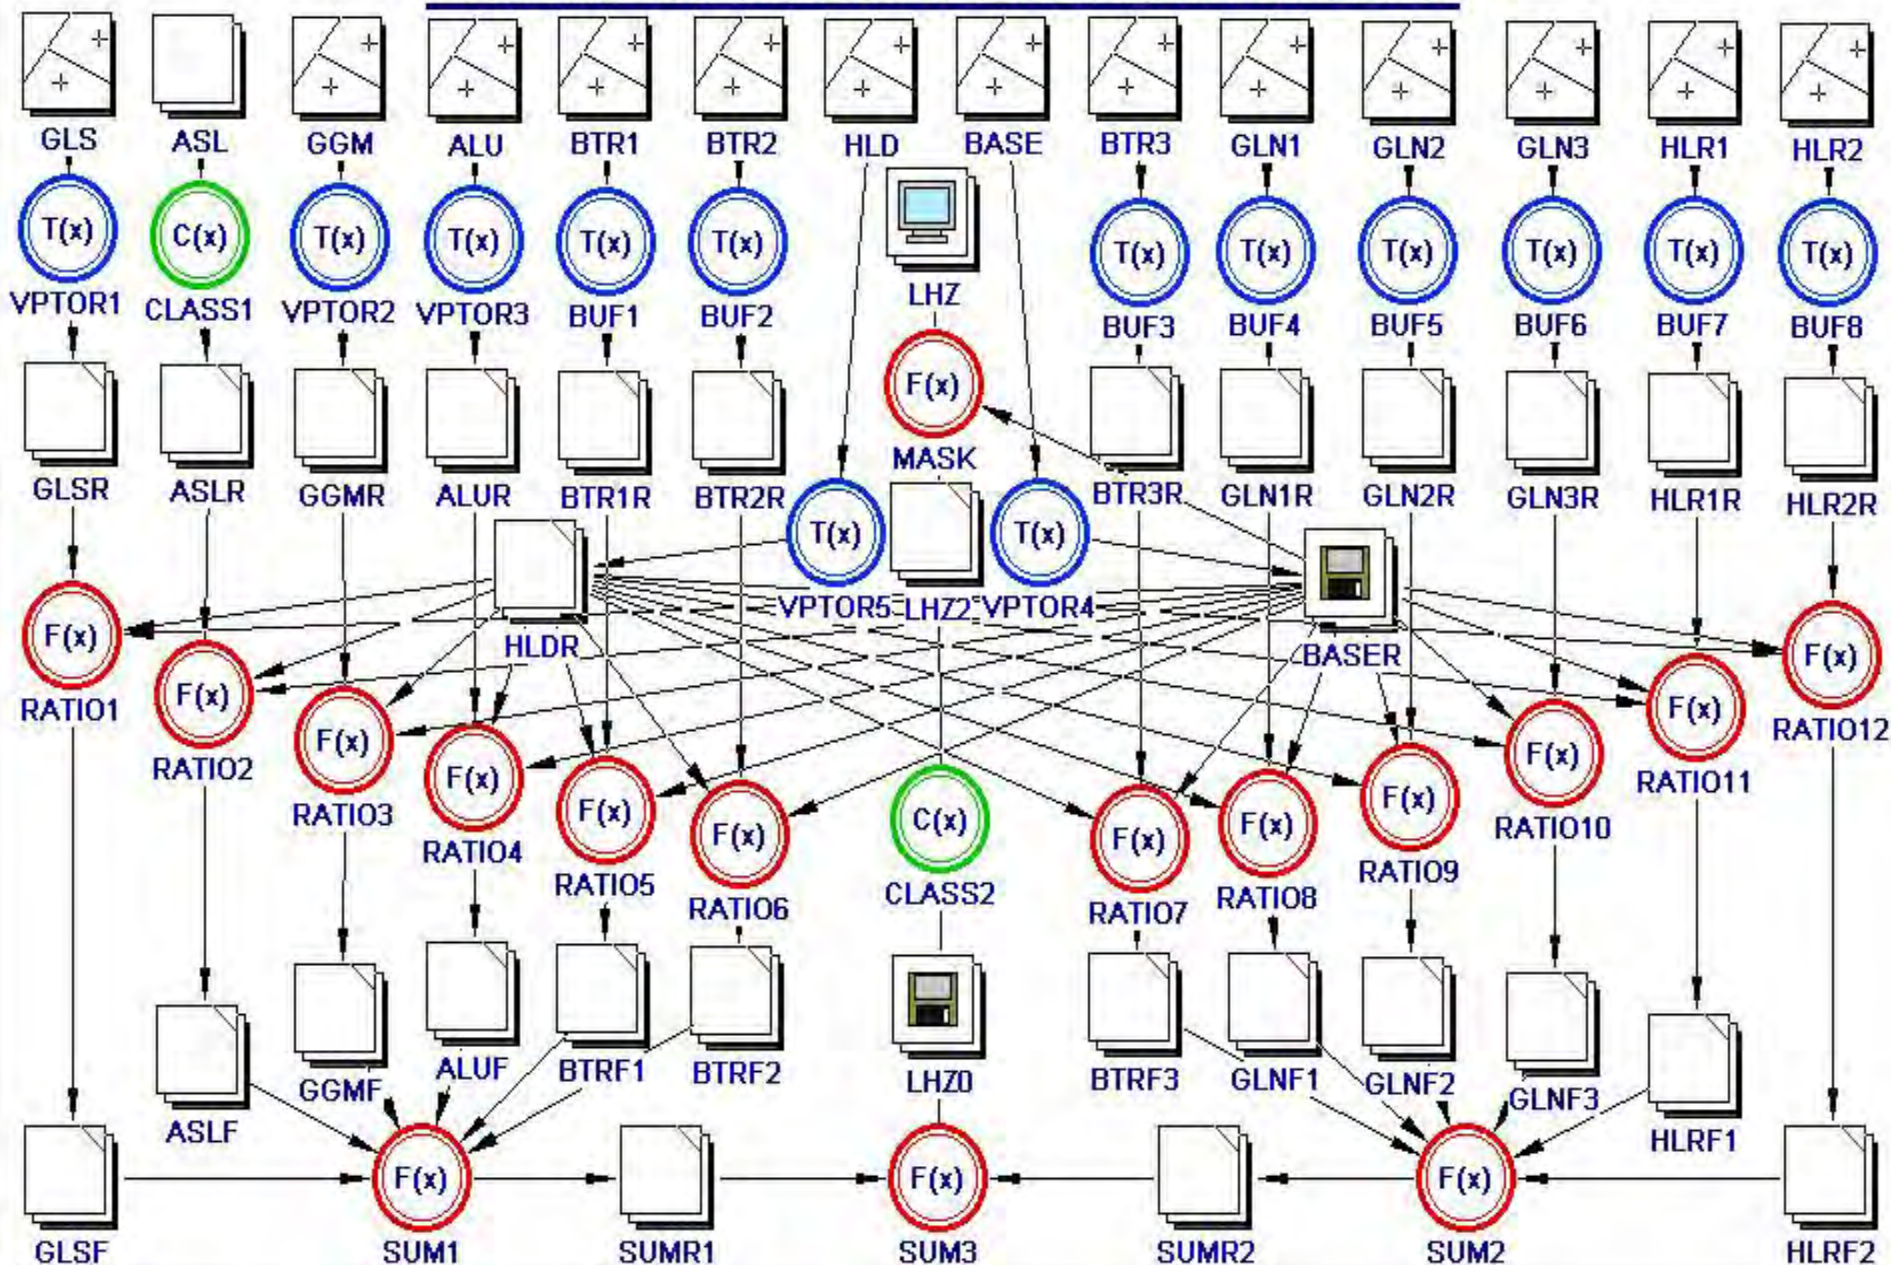 GLS ASL GGM ALU BTR1 BTR2 HLD BASE BTR3 GLN1 GLN2 GLN3 HLR1 HLR2
T(x) C(x) T(x) T(x) T(x) T(x) T(x) T(x) T(x) T(x) T(x) T(x)
VPTOR1 CLASS1 VPTOR2 VPTOR3 BUF1 BUF2 LHZ BUF3 BUF4 BUF5 BUF6 BUF7 BUF8
F(x)
MASK
GLSR ASLR GGMR ALUR BTR1R BTR2R BTR3R GLN1R GLN2R GLN3R HLR1R HLR2R
T(x) T(x)
VPTOR5 LHZ2 VPTOR4
HLDR BASER
F(x) F(x) F(x) F(x) F(x) F(x) C(x) F(x) F(x) F(x) F(x) F(x) F(x)
RATIO1 RATIO2 RATIO3 RATIO4 RATIO5 RATIO6 CLASS2 RATIO7 RATIO8 RATIO9 RATIO10 RATIO11 RATIO12
ASLF GGMF ALUF BTRF1 BTRF2 LHZ0 BTRF3 GLNF1 GLNF2 GLNF3 HLRF1
F(x) F(x) F(x)
GLSF SUM1 SUMR1 SUM3 SUMR2 SUM2 HLRF2